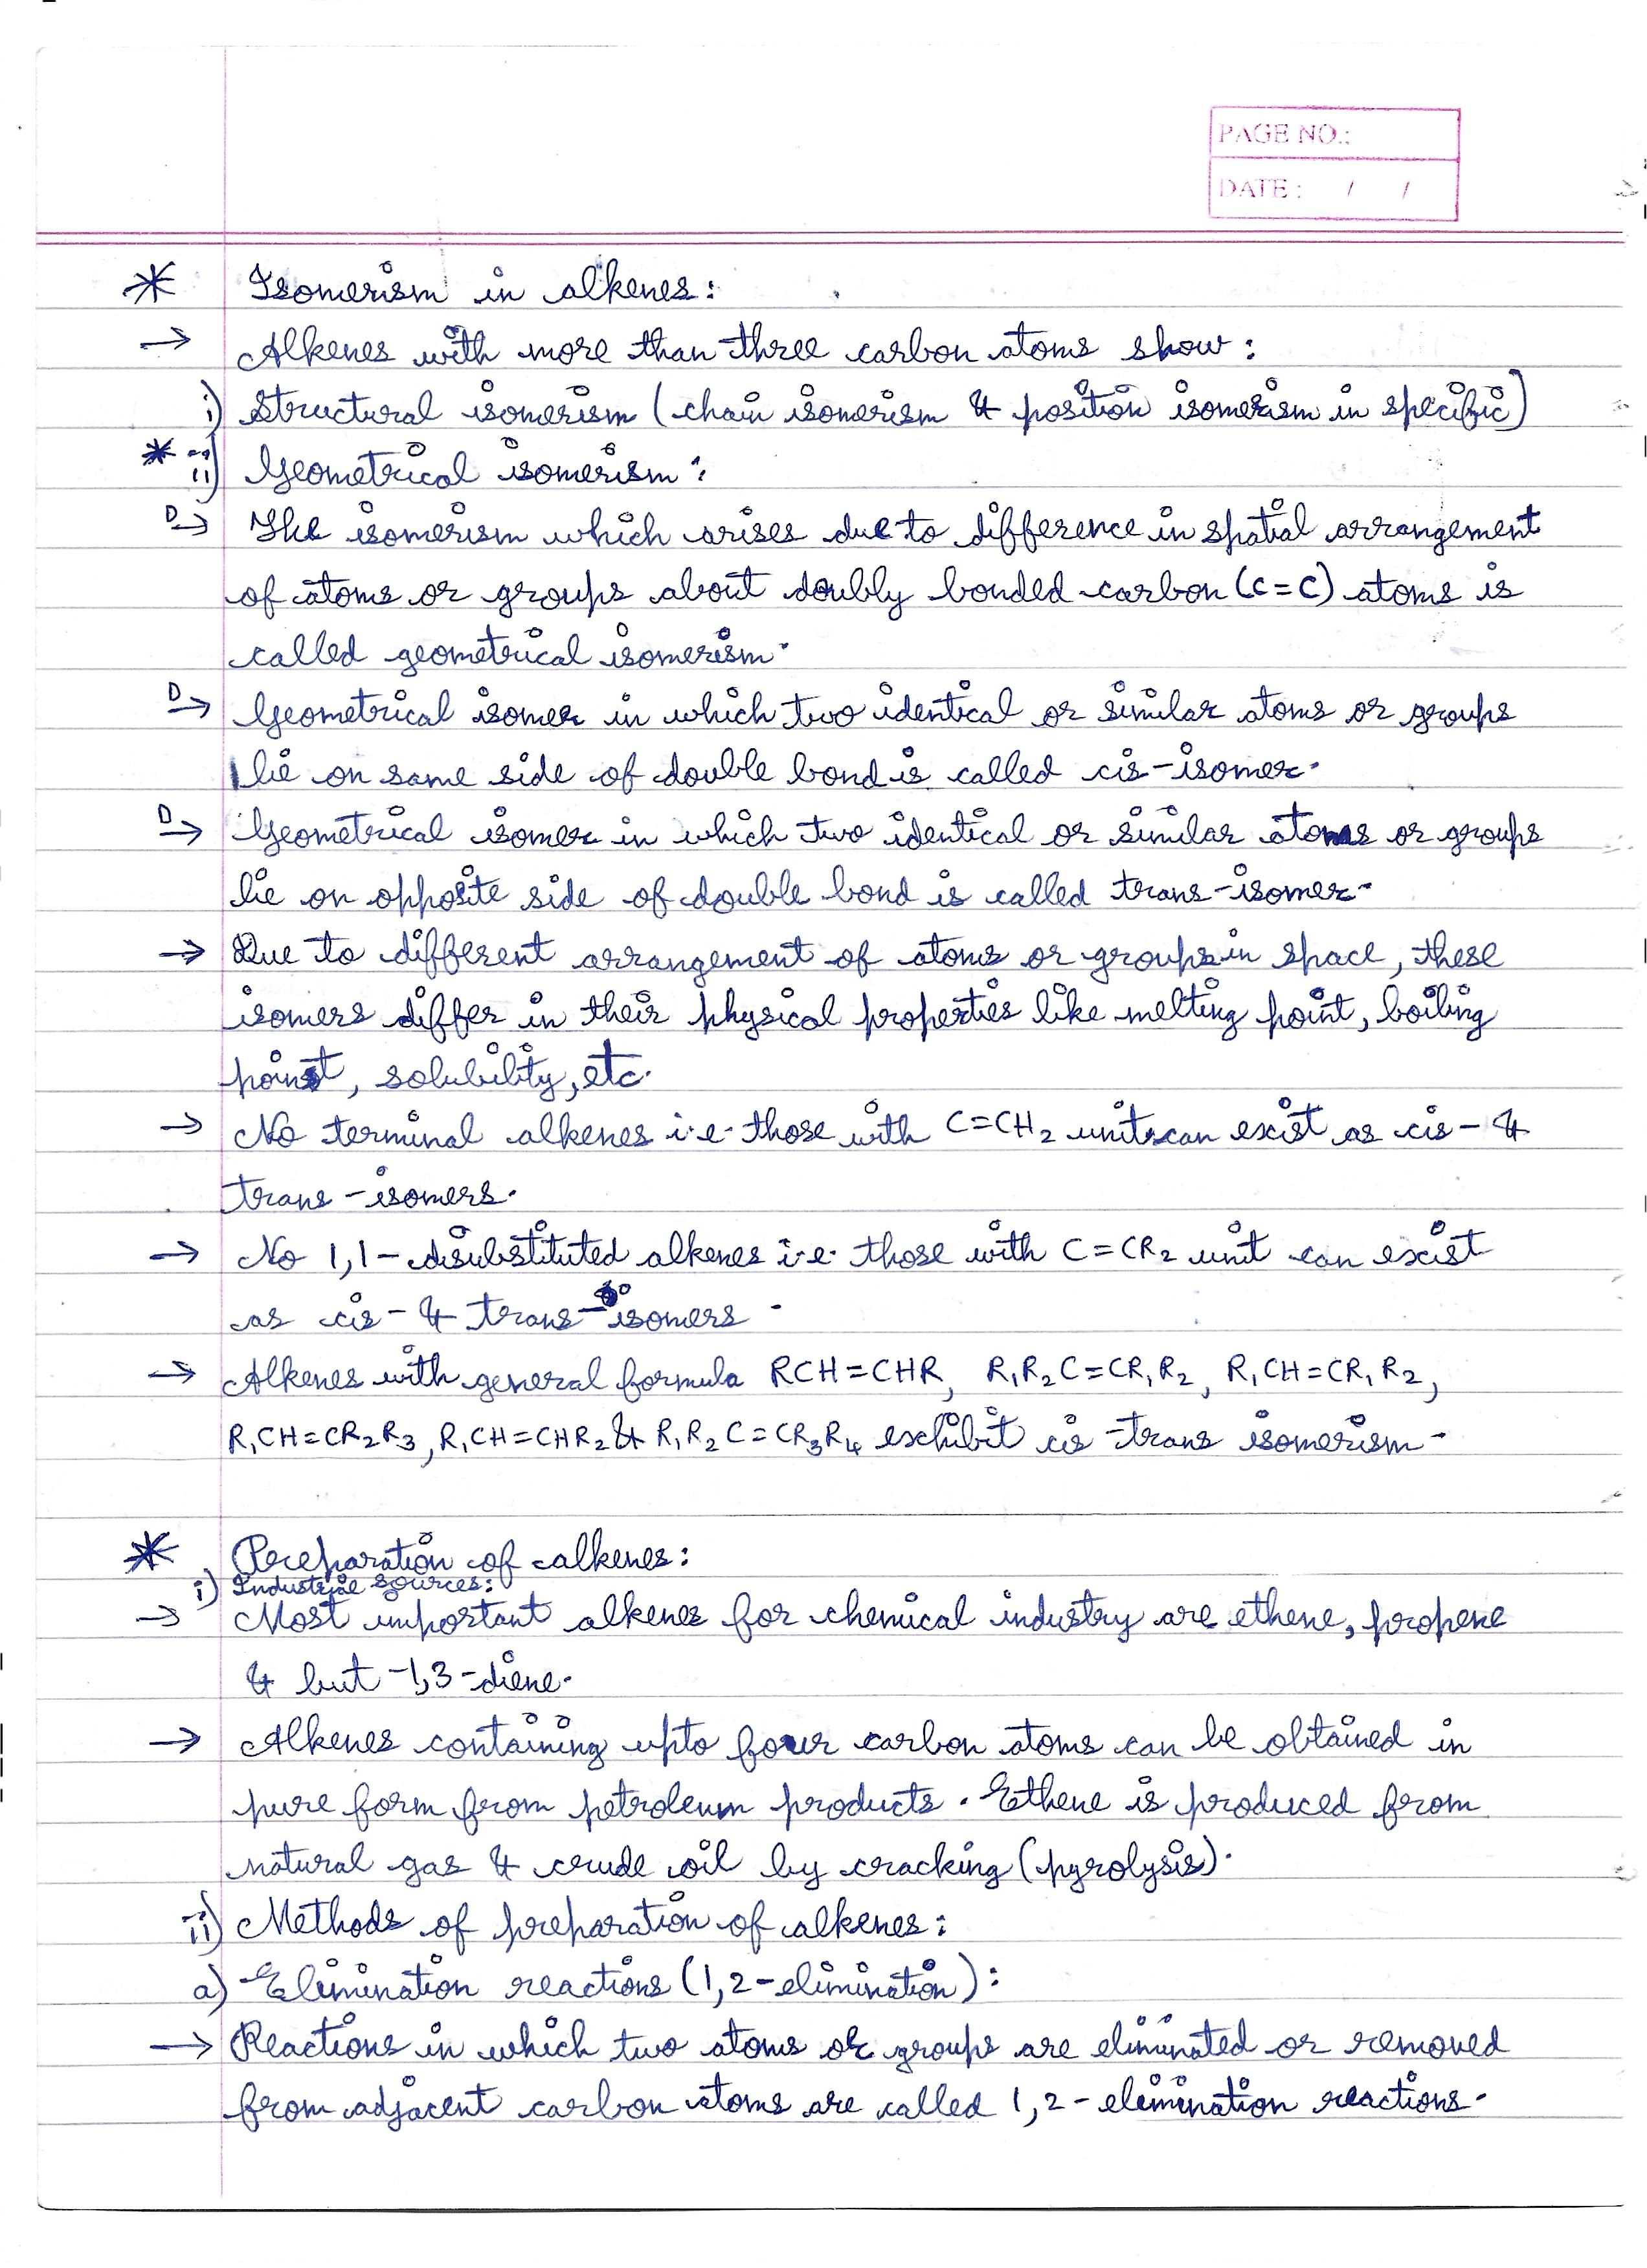 PAGE NO.:
DATE : / /
* Isomerism in alkenes:
→ Alkenes with more than three carbon atoms show:
i) Structural isomerism (chain isomerism & position isomerism in specific)
* ii) Geometrical isomerism:
D→ The isomerism which arises due to difference in spatial arrangement
of atoms or groups about doubly bonded carbon (C=C) atoms is
called geometrical isomerism.
D→ Geometrical isomer in which two identical or similar atoms or groups
lie on same side of double bond is called cis-isomer.
D→ Geometrical isomer in which two identical or similar atoms or groups
lie on opposite side of double bond is called trans-isomer.
→ Due to different arrangement of atoms or groups in space, these
isomers differ in their physical properties like melting point, boiling
point, solubility, etc.
→ No terminal alkenes i.e. those with C=CH₂ unit can exist as cis- &
trans-isomers.
→ No 1,1-disubstituted alkenes i.e. those with C=CR₂ unit can exist
as cis- & trans-isomers.
→ Alkenes with general formula RCH=CHR, R₁R₂C=CR₁R₂, R₁CH=CR₁R₂,
R₁CH=CR₂R₃, R₁CH=CHR₂ & R₁R₂C=CR₃R₄ exhibit cis-trans isomerism.
* Preparation of alkenes:
i) Industrial sources:
→ Most important alkenes for chemical industry are ethene, propene
& but-1,3-diene.
→ Alkenes containing upto four carbon atoms can be obtained in
pure form from petroleum products. Ethene is produced from
natural gas & crude oil by cracking (pyrolysis).
ii) Methods of preparation of alkenes:
a) Elimination reactions (1,2-elimination):
→ Reactions in which two atoms or groups are eliminated or removed
from adjacent carbon atoms are called 1,2-elimination reactions.